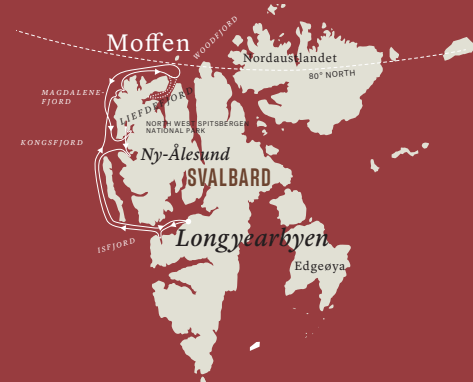 WOODFJORD
Moffen
Nordaustlandet
80° NORTH
MAGDALENE-
FJORD
LIEFDEFJORD
NORTH WEST SPITSBERGEN
NATIONAL PARK
KONGSFJORD
Ny-Ålesund
SVALBARD
Longyearbyen
ISFJORD
Edgeøya